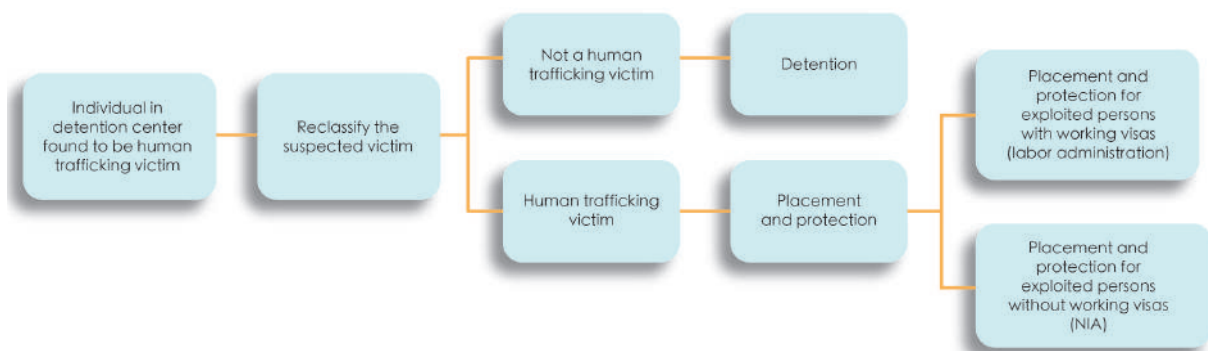 Individual in
detention center
found to be human
trafficking victim
Reclassify the
suspected victim
Not a human
trafficking victim
Detention
Human trafficking
victim
Placement
and protection
Placement and
protection for
exploited persons
with working visas
(labor administration)
Placement and
protection for
exploited persons
without working visas
(NIA)